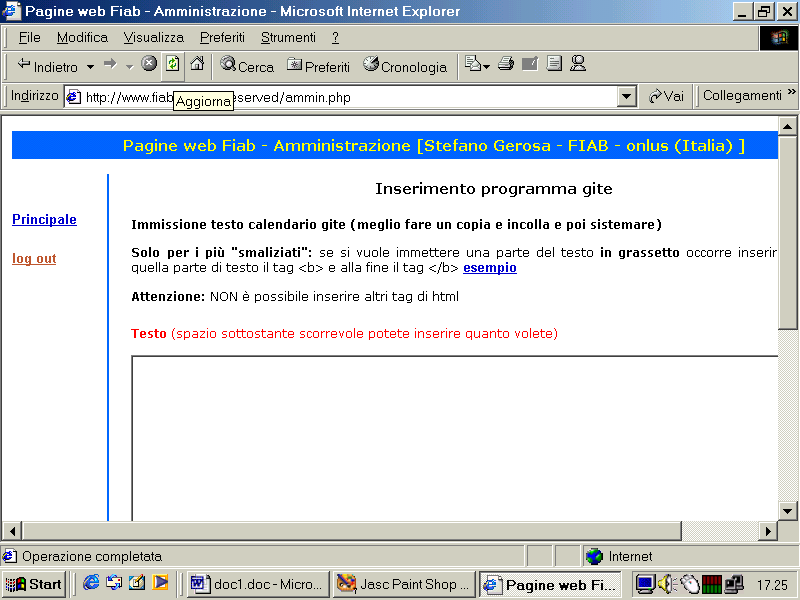 Pagine web Fiab - Amministrazione - Microsoft Internet Explorer
File Modifica Visualizza Preferiti Strumenti ?
Indietro Cerca Preferiti Cronologia
Indirizzo http://www.fiab eserved/ammin.php Vai Collegamenti »
Aggiorna
Pagine web Fiab - Amministrazione [Stefano Gerosa - FIAB - onlus (Italia) ]
Inserimento programma gite
Principale
log out
Immissione testo calendario gite (meglio fare un copia e incolla e poi sistemare)
Solo per i più "smaliziati": se si vuole immettere una parte del testo in grassetto occorre inserir
quella parte di testo il tag <b> e alla fine il tag </b> esempio
Attenzione: NON è possibile inserire altri tag di html
Testo (spazio sottostante scorrevole potete inserire quanto volete)
Operazione completata Internet
Start doc1.doc - Micro... Jasc Paint Shop ... Pagine web Fi... 17.25